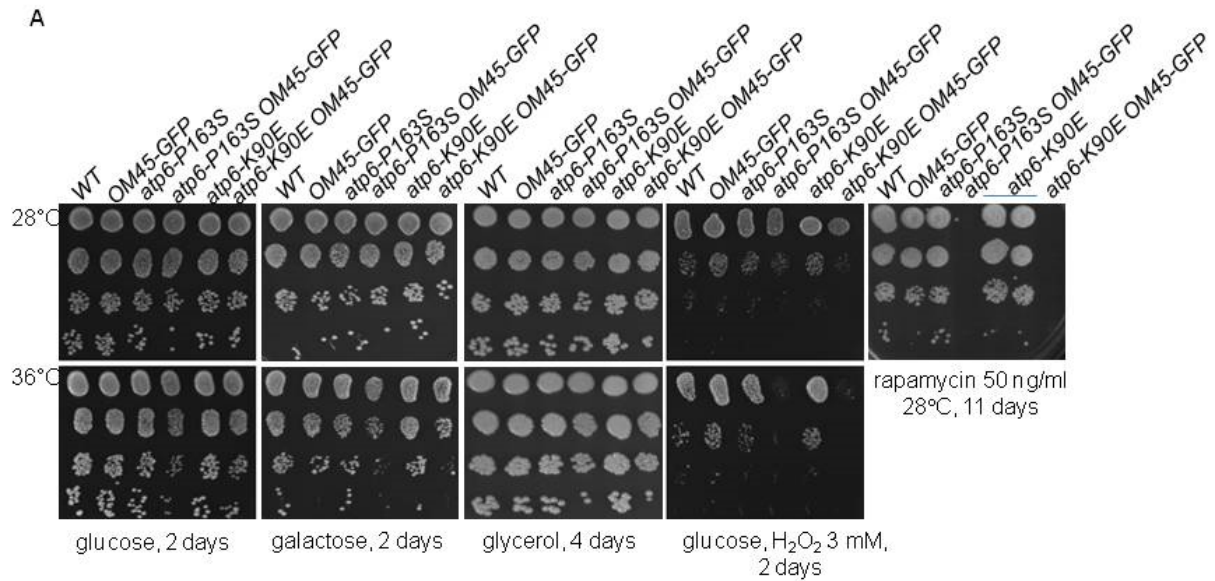 A
WT
OM45-GFP
atp6-P163S
atp6-P163S OM45-GFP
atp6-K90E
atp6-K90E OM45-GFP
WT
OM45-GFP
atp6-P163S
atp6-P163S OM45-GFP
atp6-K90E
atp6-K90E OM45-GFP
WT
OM45-GFP
atp6-P163S
atp6-P163S OM45-GFP
atp6-K90E
atp6-K90E OM45-GFP
WT
OM45-GFP
atp6-P163S
atp6-P163S OM45-GFP
atp6-K90E
atp6-K90E OM45-GFP
WT
OM45-GFP
atp6-P163S
atp6-P163S OM45-GFP
atp6-K90E
atp6-K90E OM45-GFP
28°C
36°C
rapamycin 50 ng/ml
28°C, 11 days
glucose, 2 days
galactose, 2 days
glycerol, 4 days
glucose, H₂O₂ 3 mM,
2 days